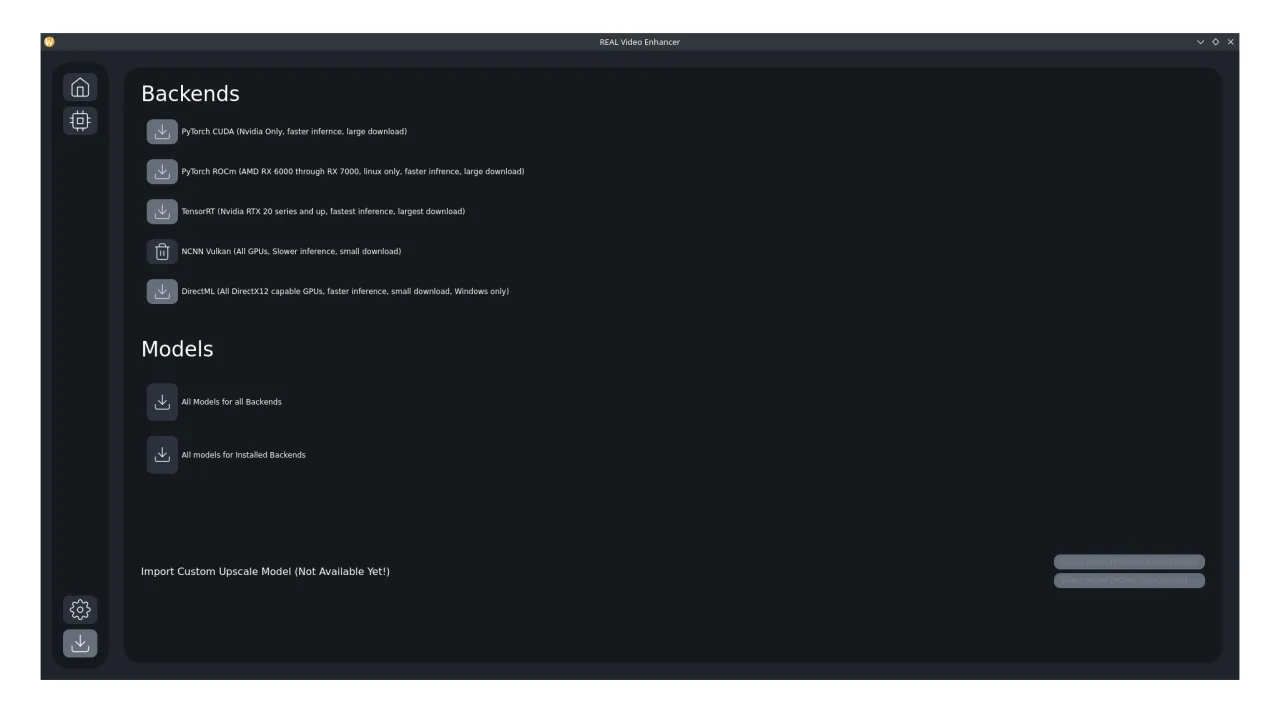 REAL Video Enhancer
Backends
PyTorch CUDA (Nvidia Only, faster infernce, large download)
PyTorch ROCm (AMD RX 6000 through RX 7000, linux only, faster infrence, large download)
TensorRT (Nvidia RTX 20 series and up, fastest inference, largest download)
NCNN Vulkan (All GPUs, Slower inference, small download)
DirectML (All DirectX12 capable GPUs, faster inference, small download, Windows only)
Models
All Models for all Backends
All models for Installed Backends
Import Custom Upscale Model (Not Available Yet!)